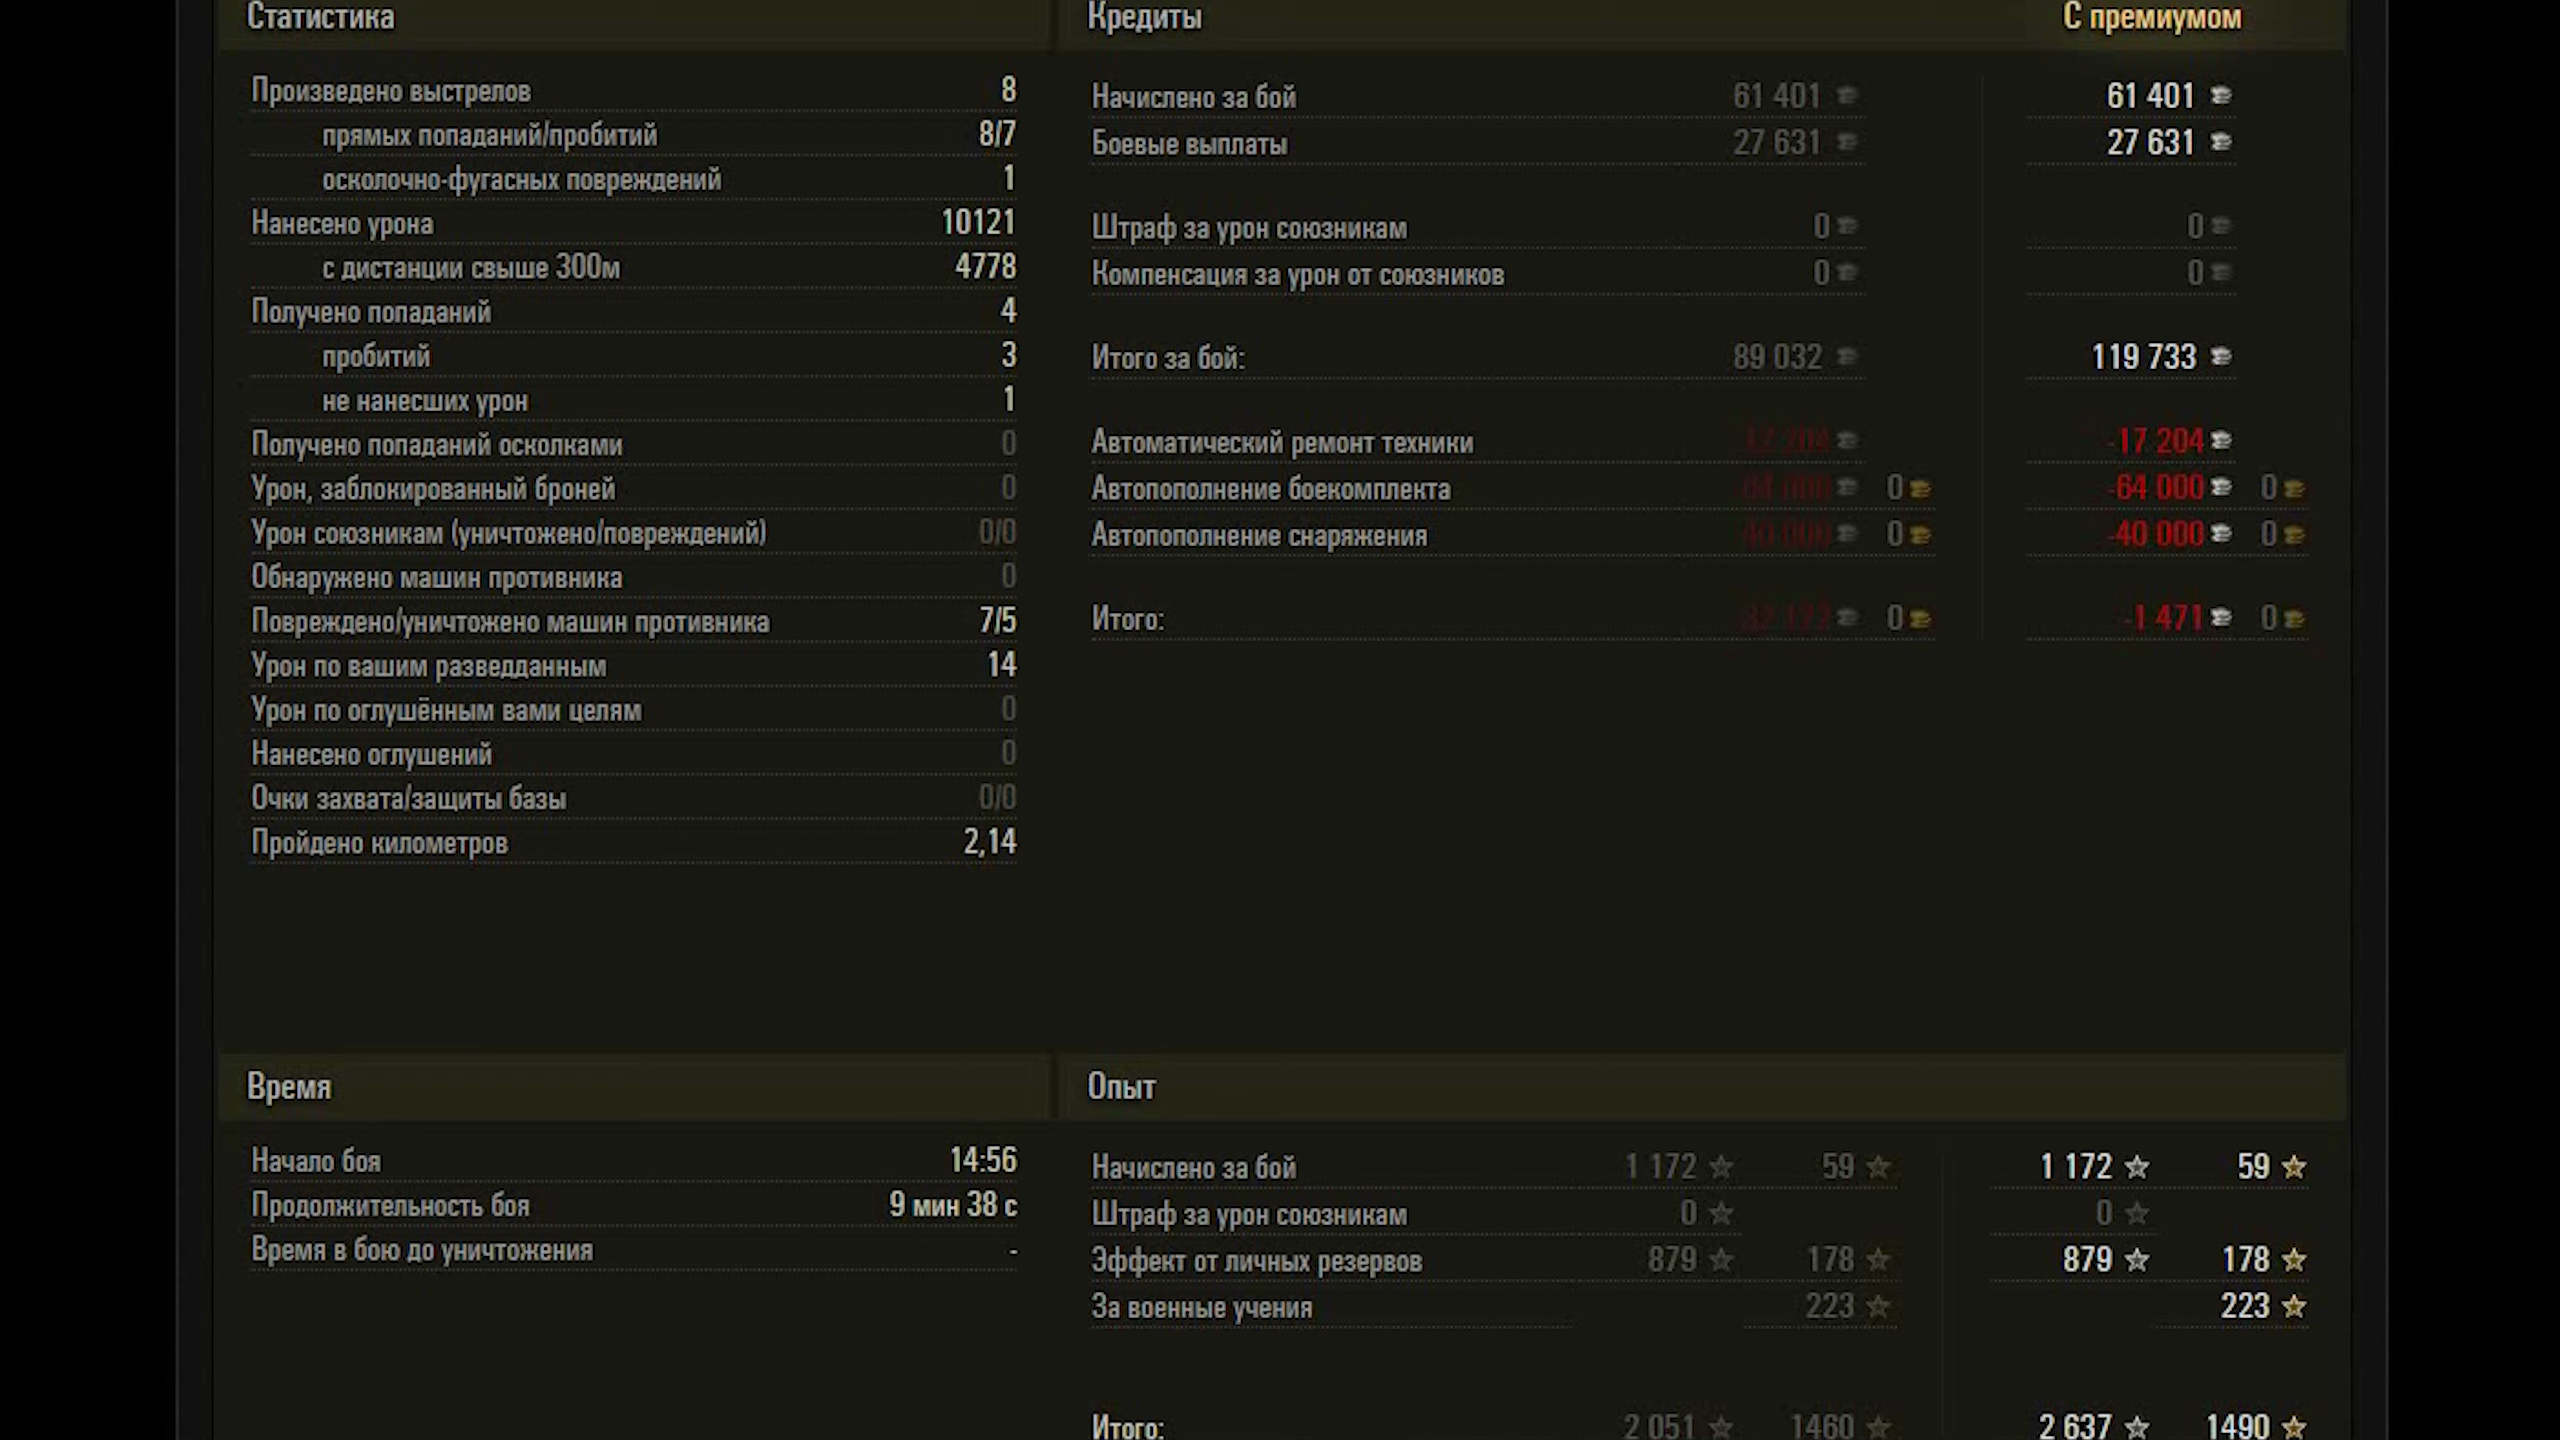 Статистика
Произведено выстрелов 8
прямых попаданий/пробитий 8/7
осколочно-фугасных повреждений 1
Нанесено урона 10121
с дистанции свыше 300м 4778
Получено попаданий 4
пробитий 3
не нанесших урон 1
Получено попаданий осколками 0
Урон, заблокированный броней 0
Урон союзникам (уничтожено/повреждений) 0/0
Обнаружено машин противника 0
Повреждено/уничтожено машин противника 7/5
Урон по вашим разведданным 14
Урон по оглушённым вами целям 0
Нанесено оглушений 0
Очки захвата/защиты базы 0/0
Пройдено километров 2,14
Кредиты С премиумом
Начислено за бой 61 401 61 401
Боевые выплаты 27 631 27 631
Штраф за урон союзникам 0 0
Компенсация за урон от союзников 0 0
Итого за бой: 89 032 119 733
Автоматический ремонт техники -17 204 -17 204
Автопополнение боекомплекта -64 000 0 -64 000 0
Автопополнение снаряжения -40 000 0 -40 000 0
Итого: 0 -1 471 0
Время
Начало боя 14:56
Продолжительность боя 9 мин 38 с
Время в бою до уничтожения -
Опыт
Начислено за бой 1 172 59 1 172 59
Штраф за урон союзникам 0 0
Эффект от личных резервов 879 178 879 178
За военные учения 223 223
Итого: 2 051 1460 2 637 1490